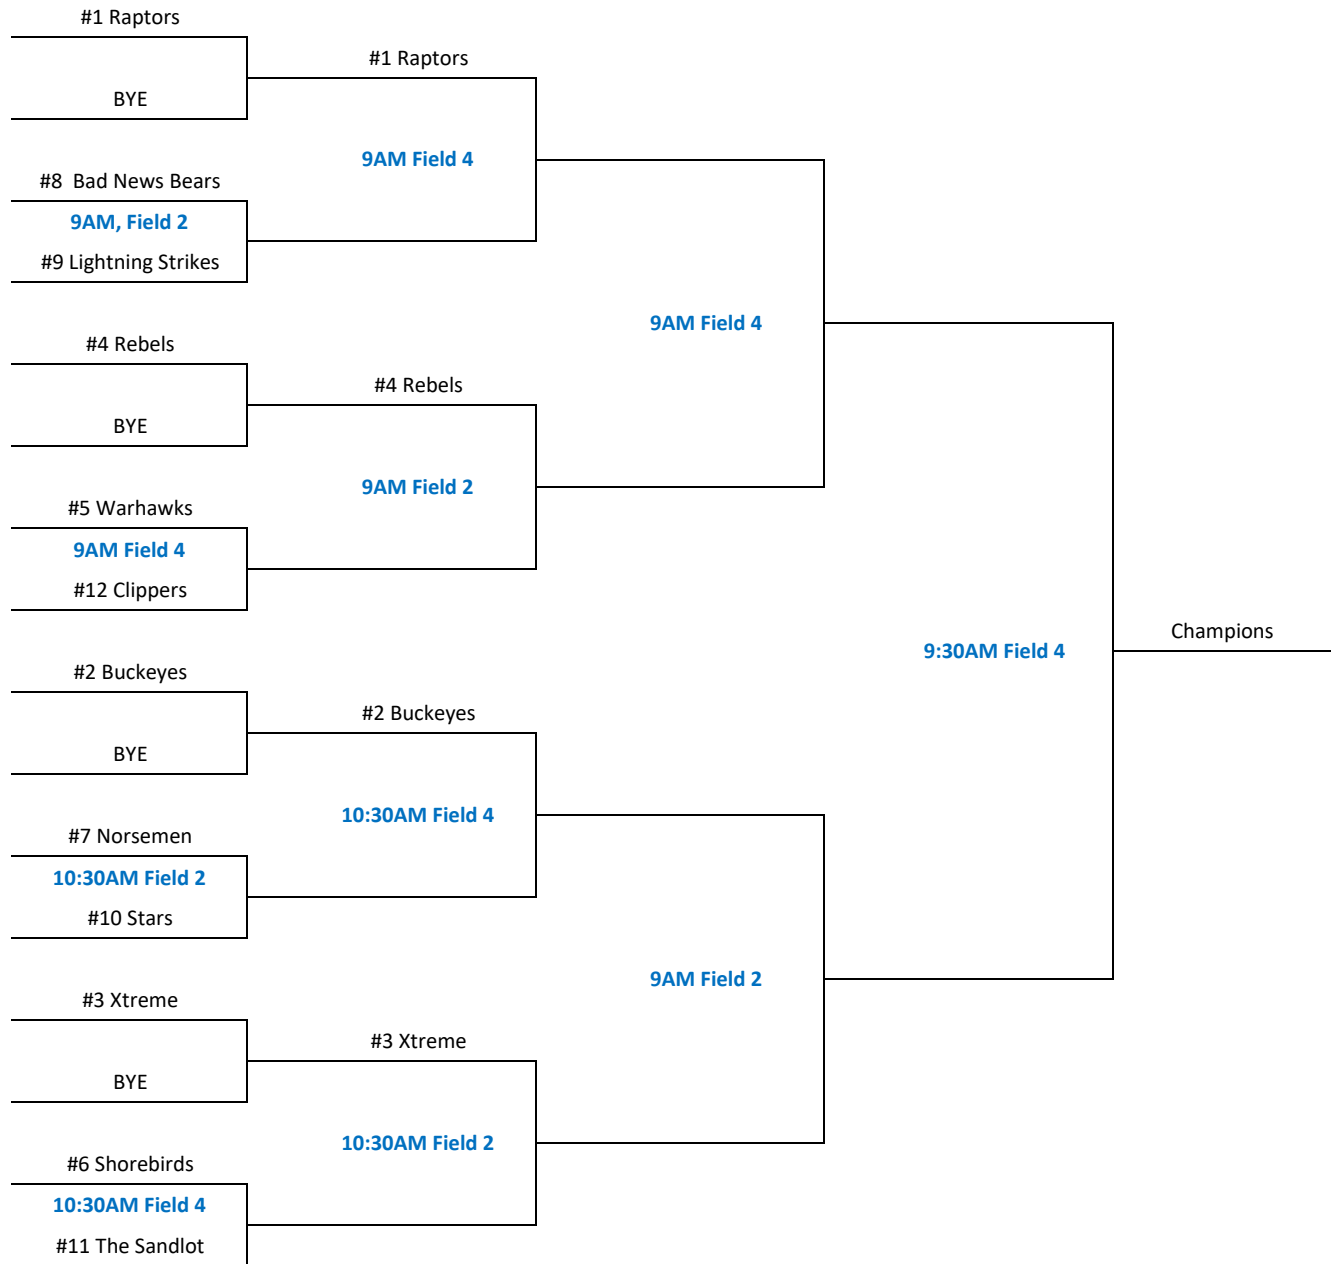 #1 Raptors
#1 Raptors
BYE
9AM Field 4
#8  Bad News Bears
9AM, Field 2
#9 Lightning Strikes
9AM Field 4
#4 Rebels
#4 Rebels
BYE
9AM Field 2
#5 Warhawks
9AM Field 4
#12 Clippers
Champions
9:30AM Field 4
#2 Buckeyes
#2 Buckeyes
BYE
10:30AM Field 4
#7 Norsemen
10:30AM Field 2
#10 Stars
9AM Field 2
#3 Xtreme
#3 Xtreme
BYE
10:30AM Field 2
#6 Shorebirds
10:30AM Field 4
#11 The Sandlot